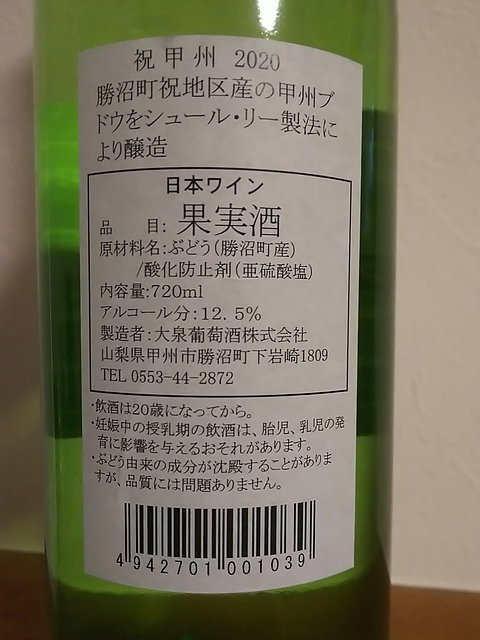 祝甲州 2020
勝沼町祝地区産の甲州ブ
ドウをシュール・リー製法に
より醸造
日本ワイン
品 目: 果実酒
原材料名:ぶどう(勝沼町産)
/酸化防止剤(亜硫酸塩)
内容量:720ml
アルコール分:12.5%
製造者:大泉葡萄酒株式会社
山梨県甲州市勝沼町下岩崎1809
TEL 0553-44-2872
・飲酒は20歳になってから。
・妊娠中の授乳期の飲酒は、胎児、乳児の発
育に影響を与えるおそれがあります。
・ぶどう由来の成分が沈殿することがありま
すが、品質には問題ありません。
4 942701 001039